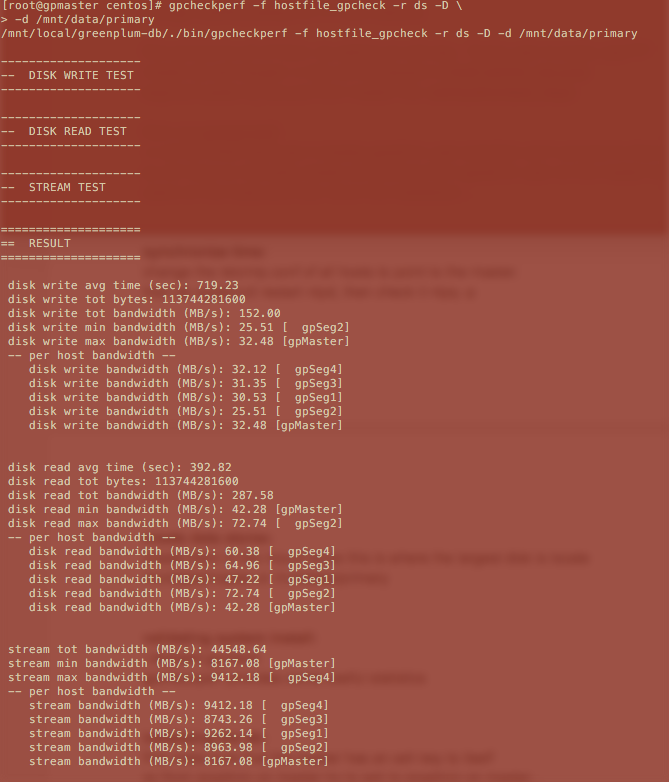 [root@gpmaster centos]# gpcheckperf -f hostfile_gpcheck -r ds -D \
> -d /mnt/data/primary
/mnt/local/greenplum-db/./bin/gpcheckperf -f hostfile_gpcheck -r ds -D -d /mnt/data/primary
--------------------
--  DISK WRITE TEST
--------------------
--------------------
--  DISK READ TEST
--------------------
--------------------
--  STREAM TEST
--------------------
====================
==  RESULT
====================
disk write avg time (sec): 719.23
disk write tot bytes: 113744281600
disk write tot bandwidth (MB/s): 152.00
disk write min bandwidth (MB/s): 25.51 [  gpSeg2]
disk write max bandwidth (MB/s): 32.48 [gpMaster]
-- per host bandwidth --
disk write bandwidth (MB/s): 32.12 [  gpSeg4]
disk write bandwidth (MB/s): 31.35 [  gpSeg3]
disk write bandwidth (MB/s): 30.53 [  gpSeg1]
disk write bandwidth (MB/s): 25.51 [  gpSeg2]
disk write bandwidth (MB/s): 32.48 [gpMaster]
disk read avg time (sec): 392.82
disk read tot bytes: 113744281600
disk read tot bandwidth (MB/s): 287.58
disk read min bandwidth (MB/s): 42.28 [gpMaster]
disk read max bandwidth (MB/s): 72.74 [  gpSeg2]
-- per host bandwidth --
disk read bandwidth (MB/s): 60.38 [  gpSeg4]
disk read bandwidth (MB/s): 64.96 [  gpSeg3]
disk read bandwidth (MB/s): 47.22 [  gpSeg1]
disk read bandwidth (MB/s): 72.74 [  gpSeg2]
disk read bandwidth (MB/s): 42.28 [gpMaster]
stream tot bandwidth (MB/s): 44548.64
stream min bandwidth (MB/s): 8167.08 [gpMaster]
stream max bandwidth (MB/s): 9412.18 [  gpSeg4]
-- per host bandwidth --
stream bandwidth (MB/s): 9412.18 [  gpSeg4]
stream bandwidth (MB/s): 8743.26 [  gpSeg3]
stream bandwidth (MB/s): 9262.14 [  gpSeg1]
stream bandwidth (MB/s): 8963.98 [  gpSeg2]
stream bandwidth (MB/s): 8167.08 [gpMaster]